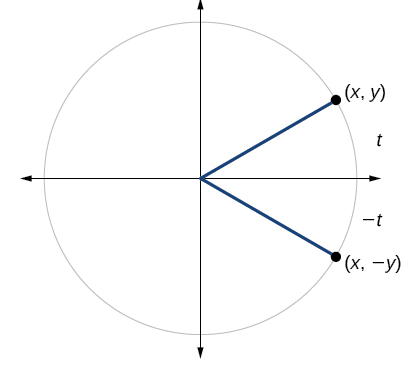 (x, y)
t
−t
(x, −y)